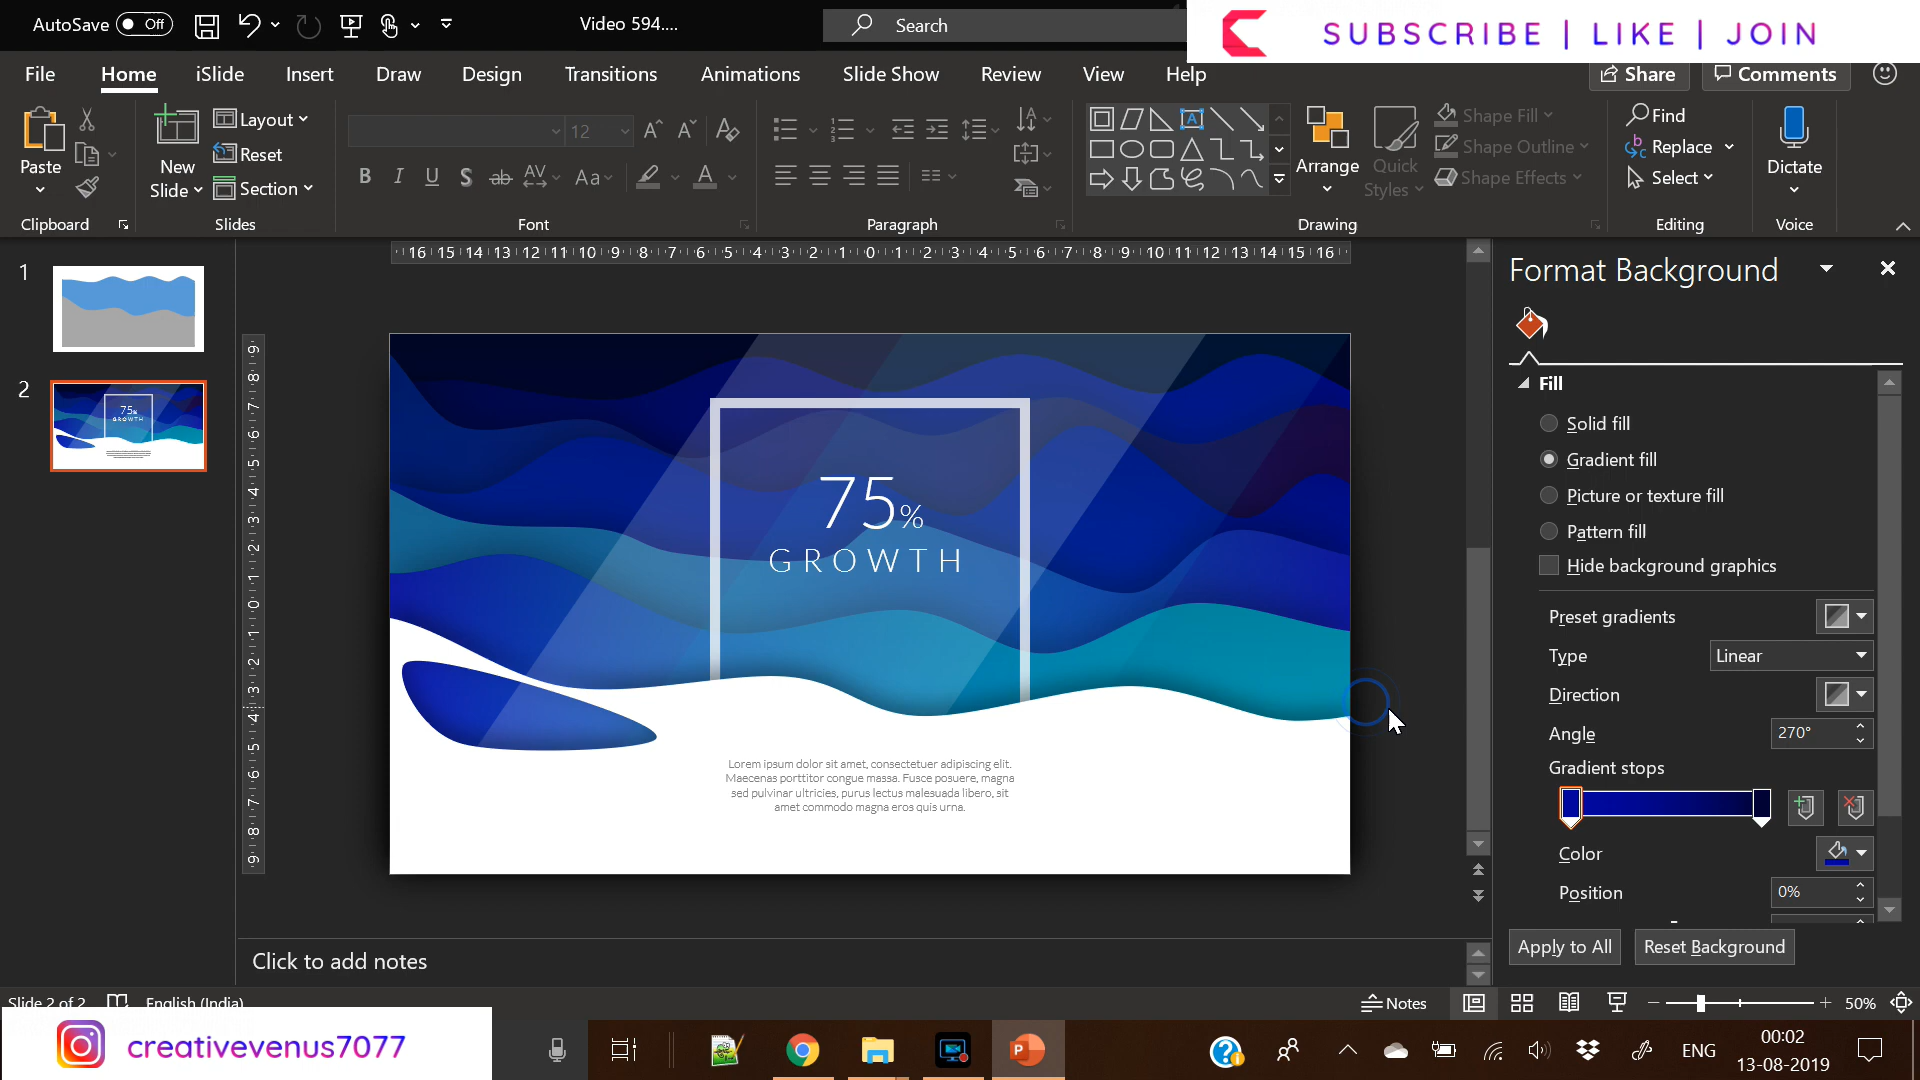 AutoSave Off
Video 594....
Search
SUBSCRIBE | LIKE | JOIN
File Home iSlide Insert Draw Design Transitions Animations Slide Show Review View Help
Share
Comments
Paste
New Slide
Layout
Reset
Section
12
Arrange
Quick Styles
Shape Fill
Shape Outline
Shape Effects
Find
Replace
Select
Dictate
Clipboard
Slides
Font
Paragraph
Drawing
Editing
Voice
1
2
75%
GROWTH
Lorem ipsum dolor sit amet, consectetuer adipiscing elit.
Maecenas porttitor congue massa. Fusce posuere, magna
sed pulvinar ultricies, purus lectus malesuada libero, sit
amet commodo magna eros quis urna.
Format Background
Fill
Solid fill
Gradient fill
Picture or texture fill
Pattern fill
Hide background graphics
Preset gradients
Type Linear
Direction
Angle 270°
Gradient stops
Color
Position 0%
Apply to All
Reset Background
Click to add notes
Slide 2 of 2
English (India)
Notes
50%
creativevenus7077
ENG
00:02
13-08-2019